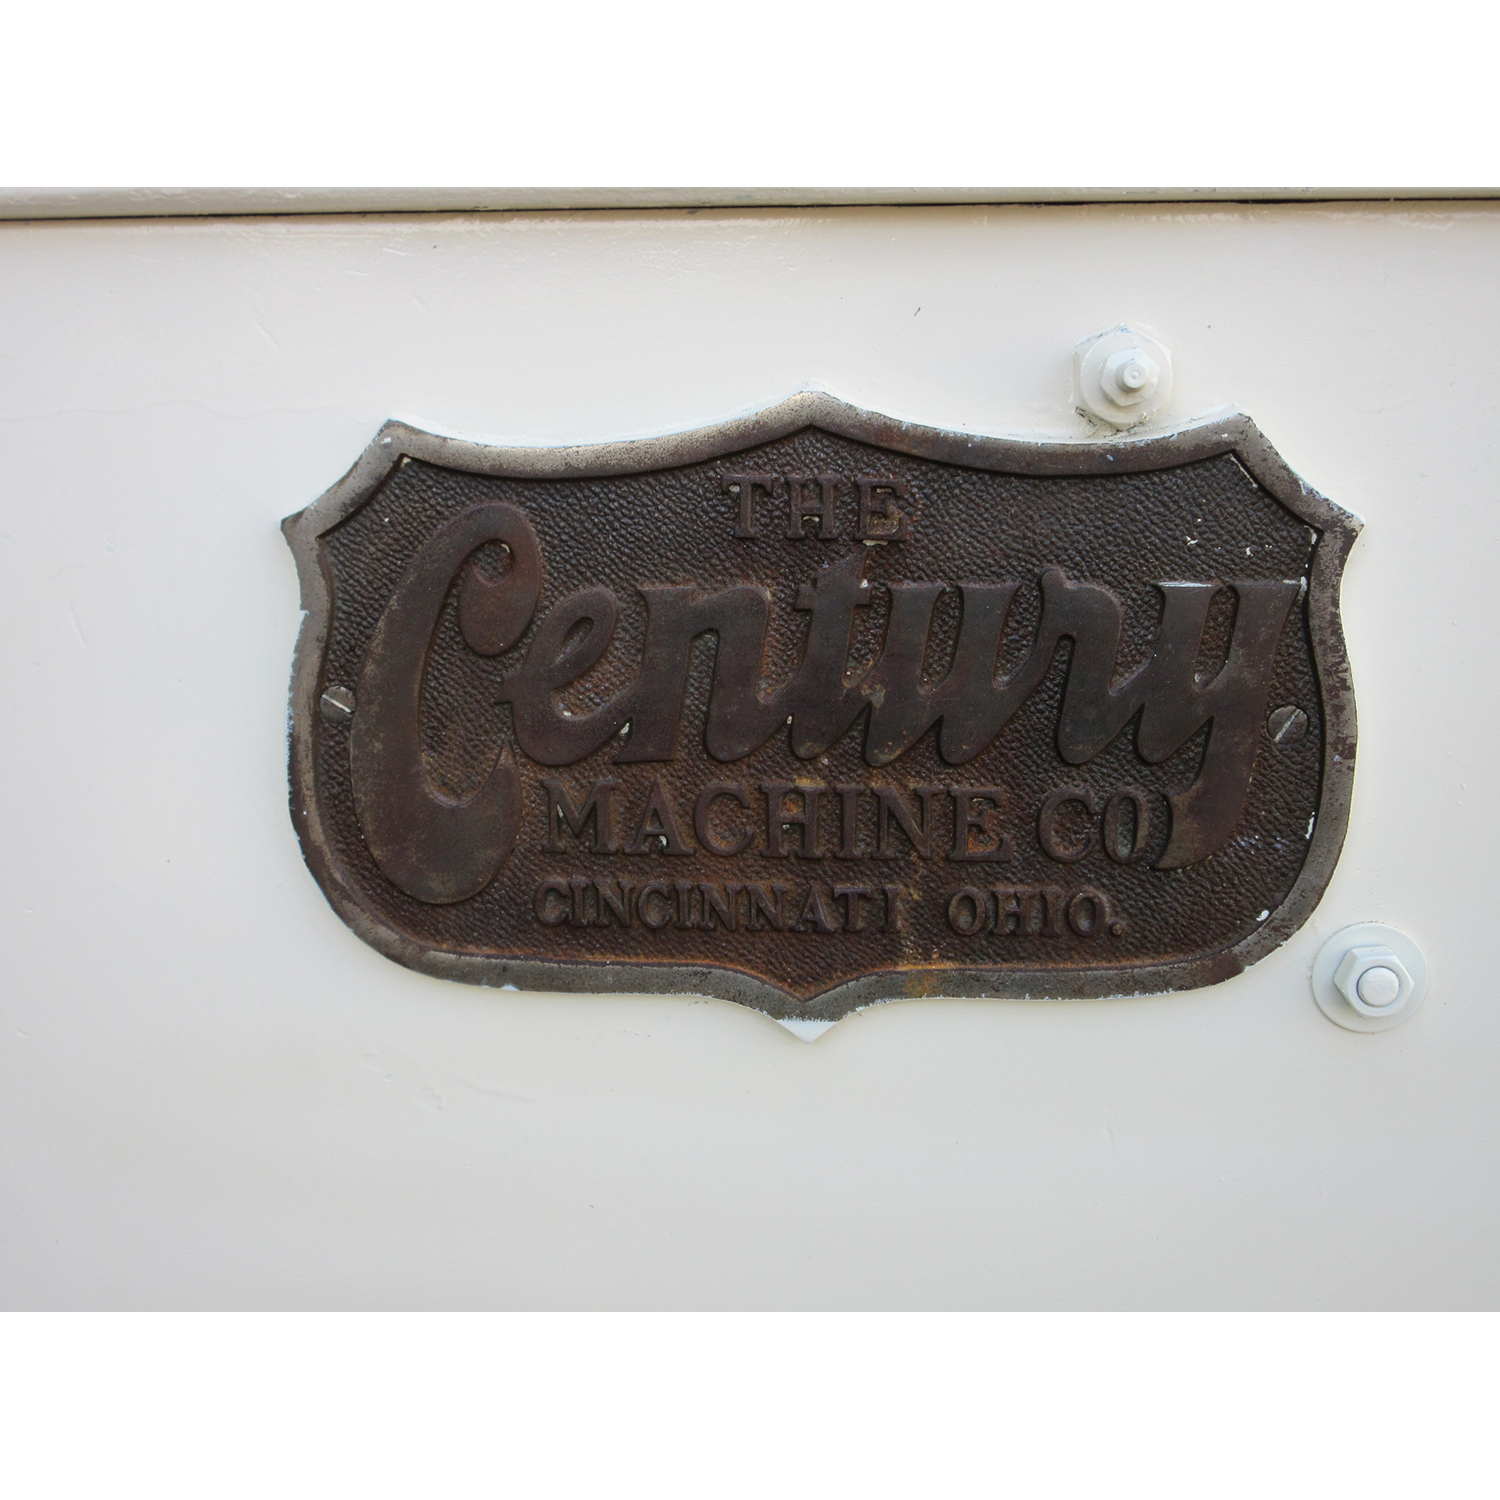 THE
Century
MACHINE CO
CINCINNATI OHIO.